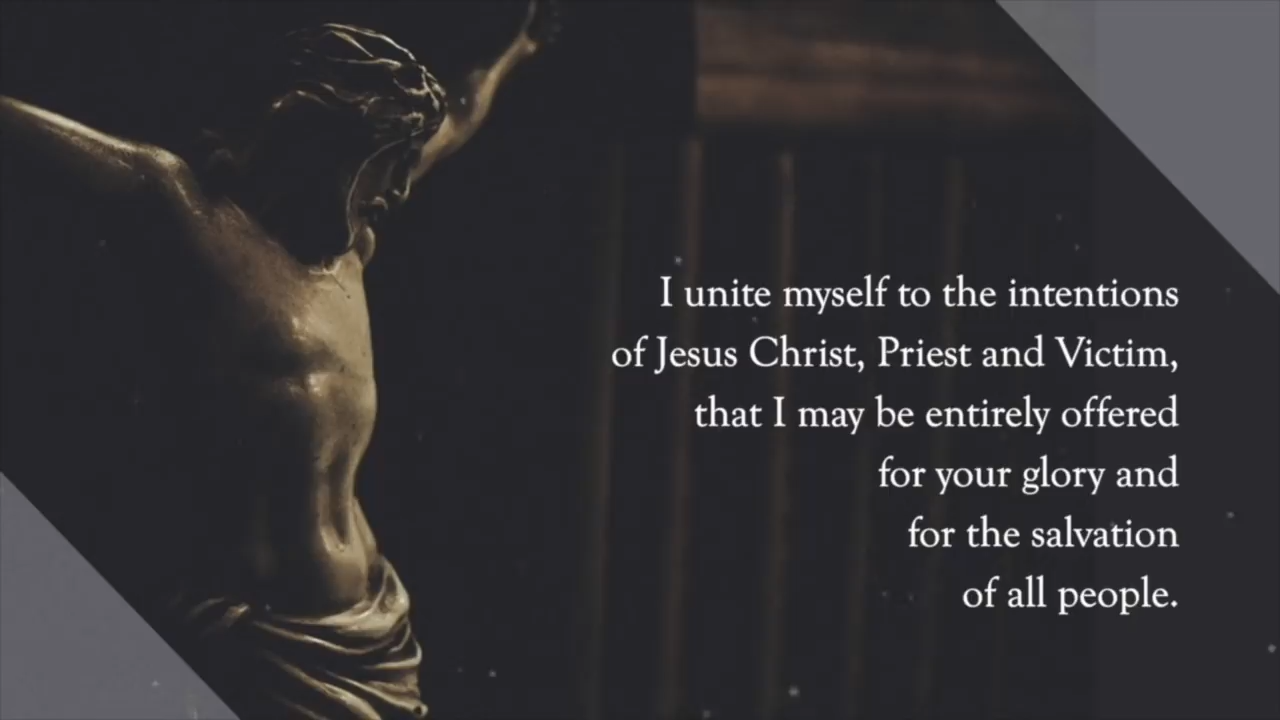 I unite myself to the intentions
of Jesus Christ, Priest and Victim,
that I may be entirely offered
for your glory and
for the salvation
of all people.